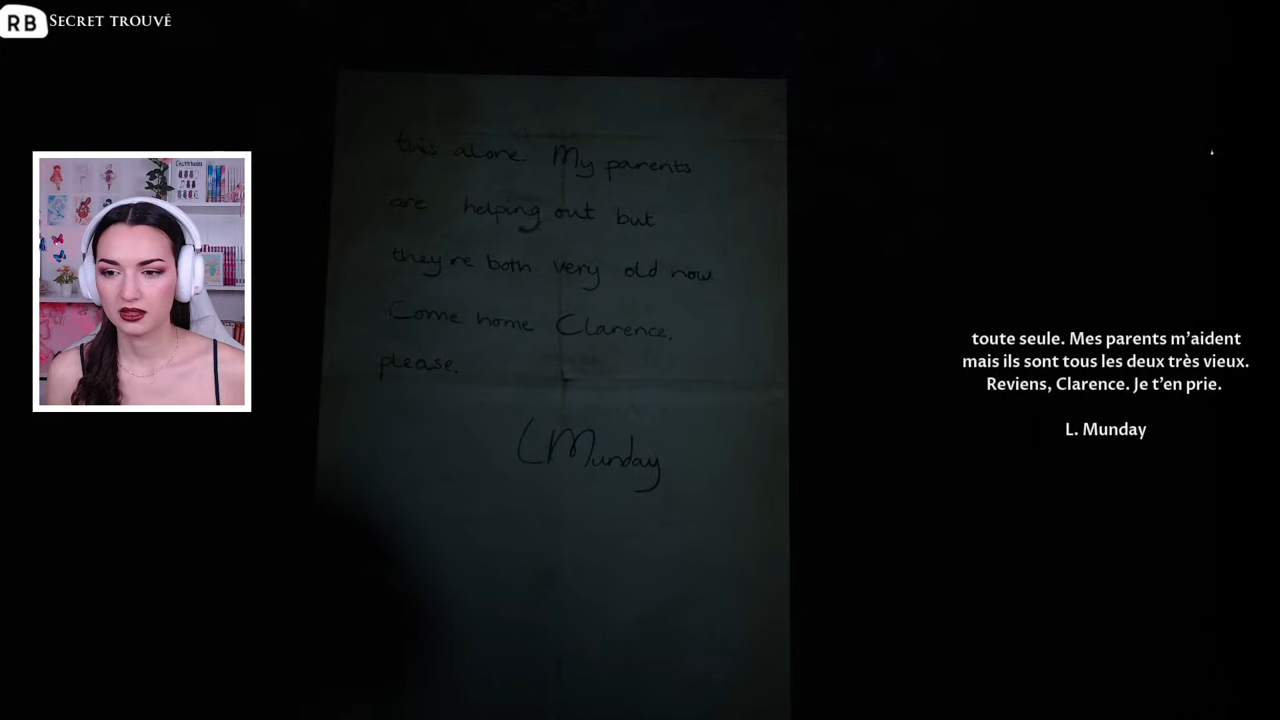 RB SECRET TROUVÉ
this alone. My parents
are helping out but
they're both very old now.
Come home Clarence,
please.
L Munday
toute seule. Mes parents m'aident
mais ils sont tous les deux très vieux.
Reviens, Clarence. Je t'en prie.
L. Munday